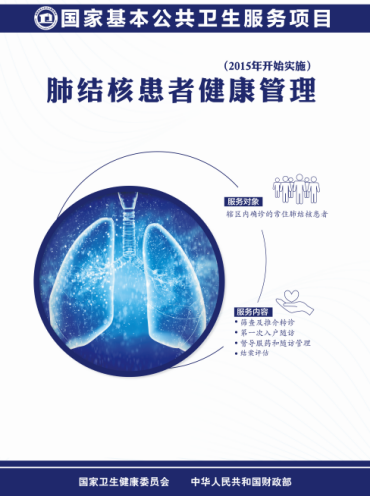 国家基本公共卫生服务项目
（2015年开始实施）
肺结核患者健康管理
服务对象
辖区内确诊的常住肺结核患者
服务内容
• 筛查及推介转诊
• 第一次入户随访
• 督导服药和随访管理
• 结案评估
国家卫生健康委员会 中华人民共和国财政部